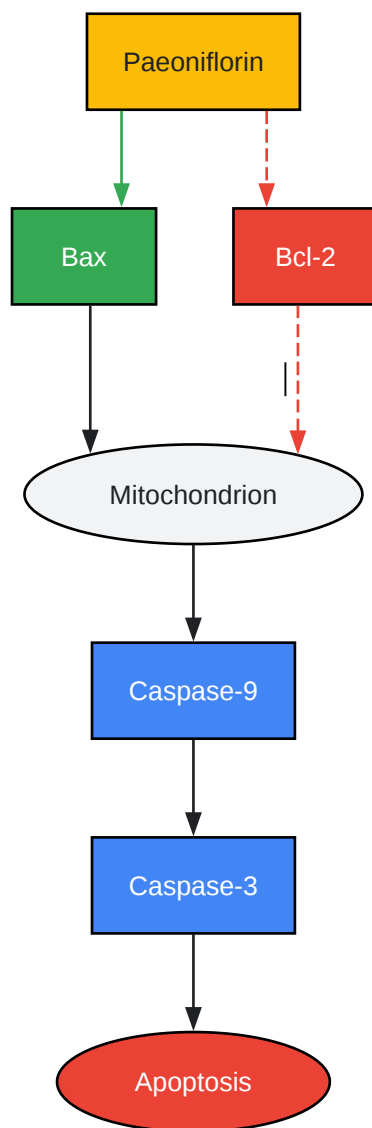 Paeoniflorin
Bax
Bcl-2
|
Mitochondrion
Caspase-9
Caspase-3
Apoptosis